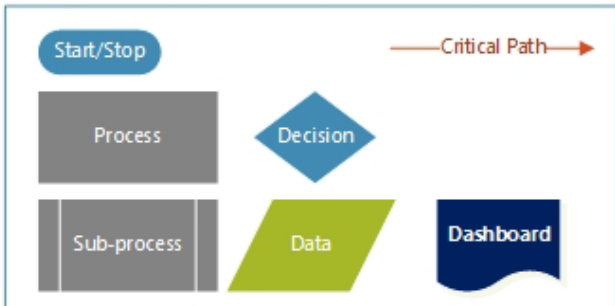 Start/Stop
Critical Path
Process
Decision
Sub-process
Data
Dashboard